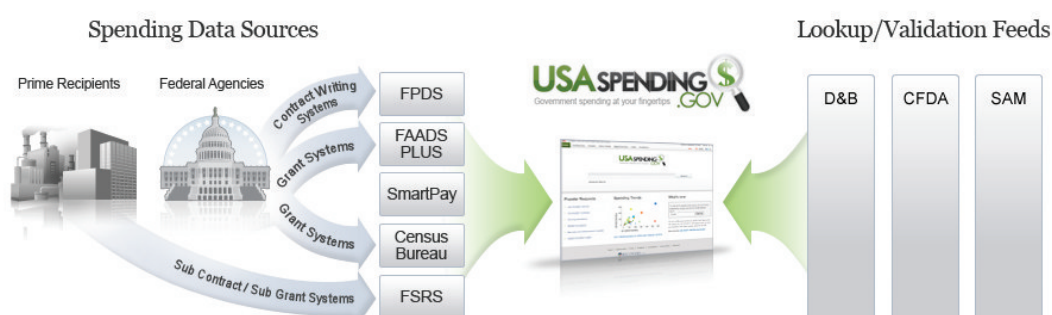 Spending Data Sources
Lookup/Validation Feeds
Prime Recipients
Federal Agencies
Contract Writing
Systems
Grant Systems
Grant Systems
Sub Contract / Sub Grant Systems
FPDS
FAADS
PLUS
SmartPay
Census
Bureau
FSRS
USASPENDING
.GOV
Government spending at your fingertips
USASPENDING
D&B
CFDA
SAM